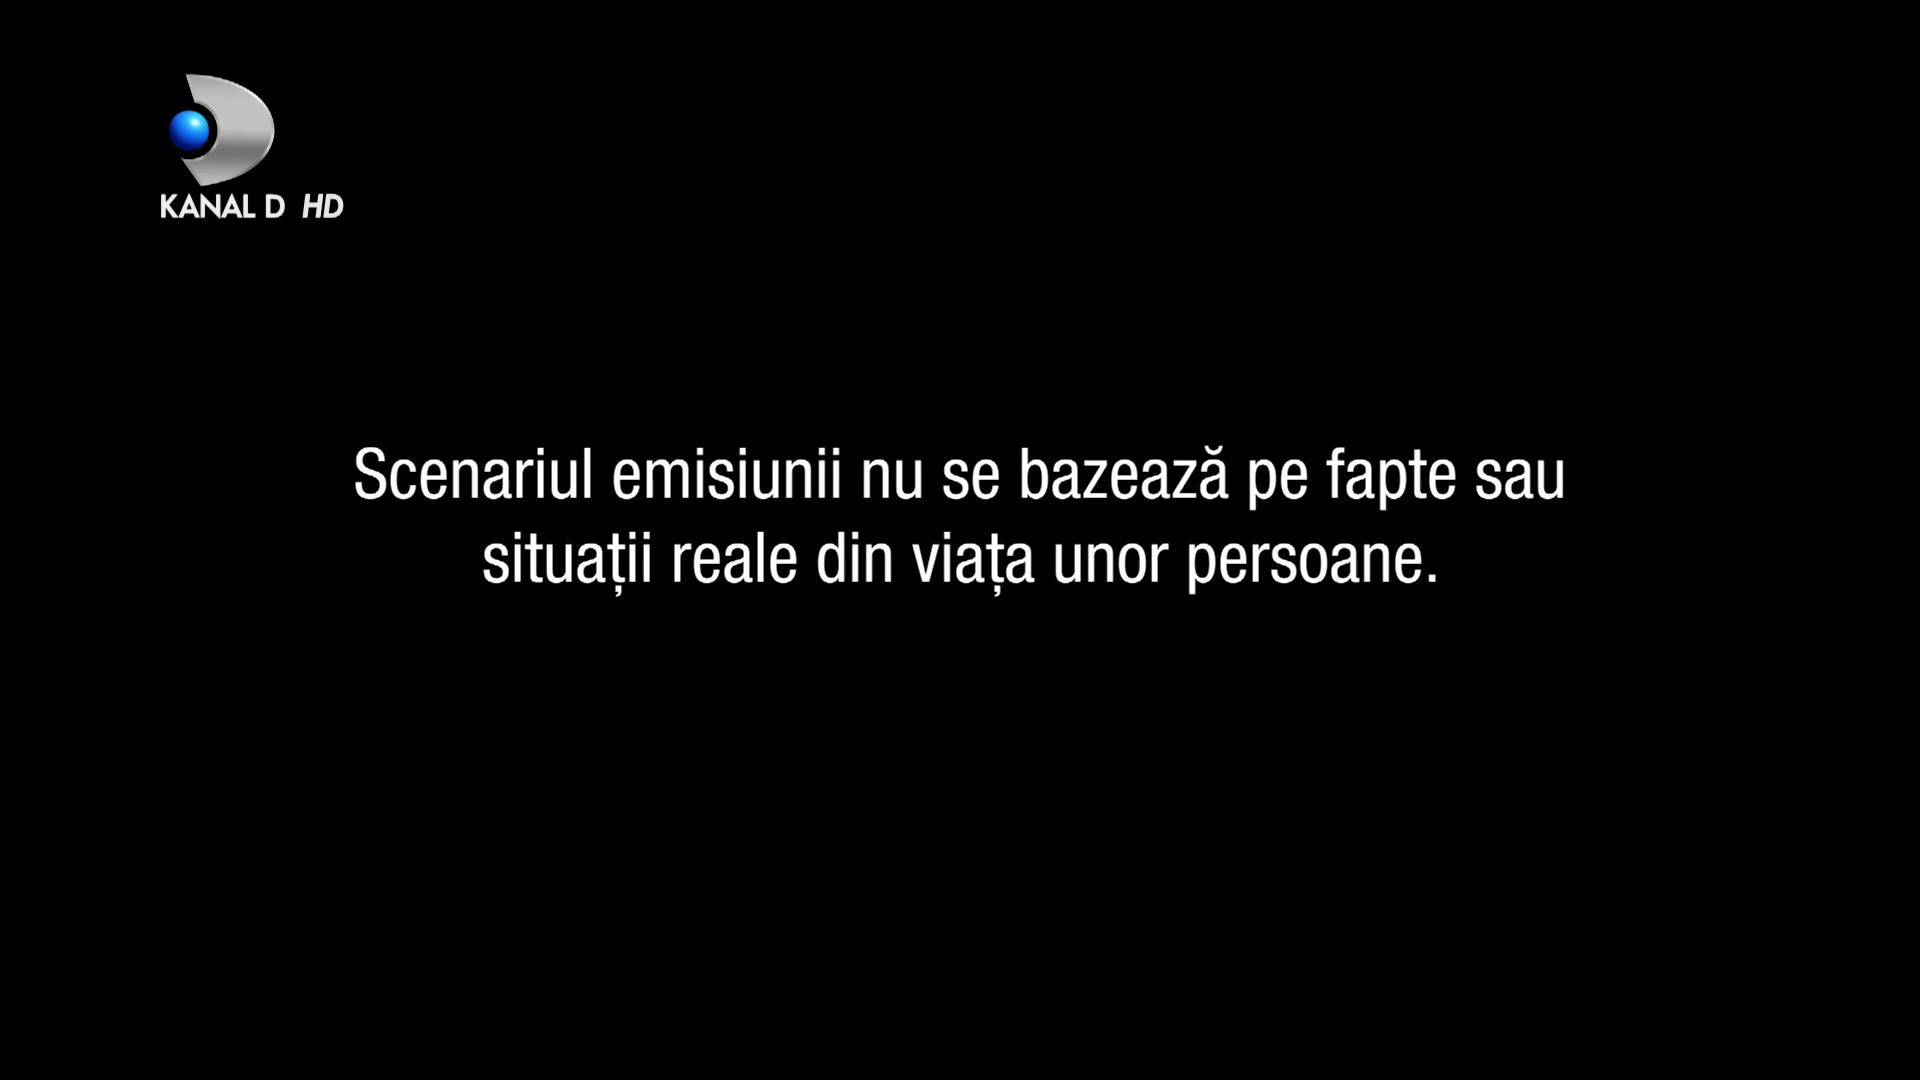 KANAL D HD
Scenariul emisiunii nu se bazează pe fapte sau
situații reale din viața unor persoane.